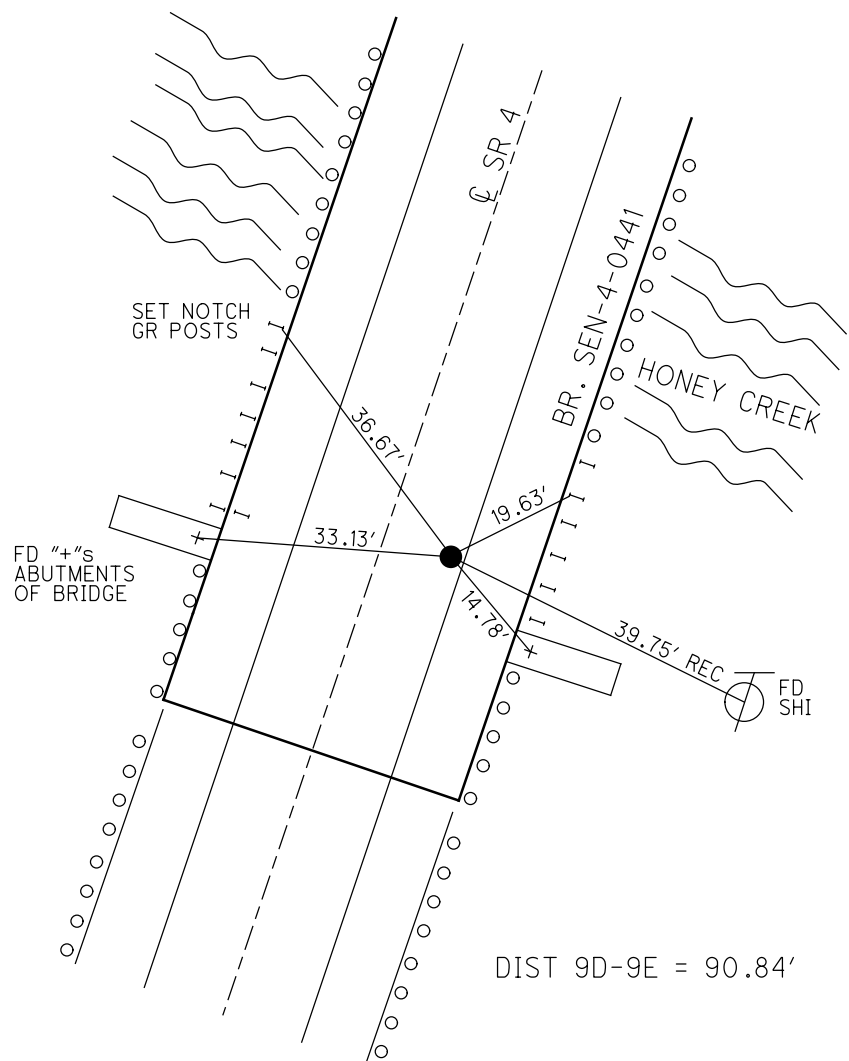 ℄ SR 4
BR. SEN-4-0441
SET NOTCH
GR POSTS
HONEY CREEK
36.67′
19.63′
33.13′
FD "+"s
ABUTMENTS
OF BRIDGE
14.78′
39.75′ REC
FD
SHI
DIST 9D-9E = 90.84′